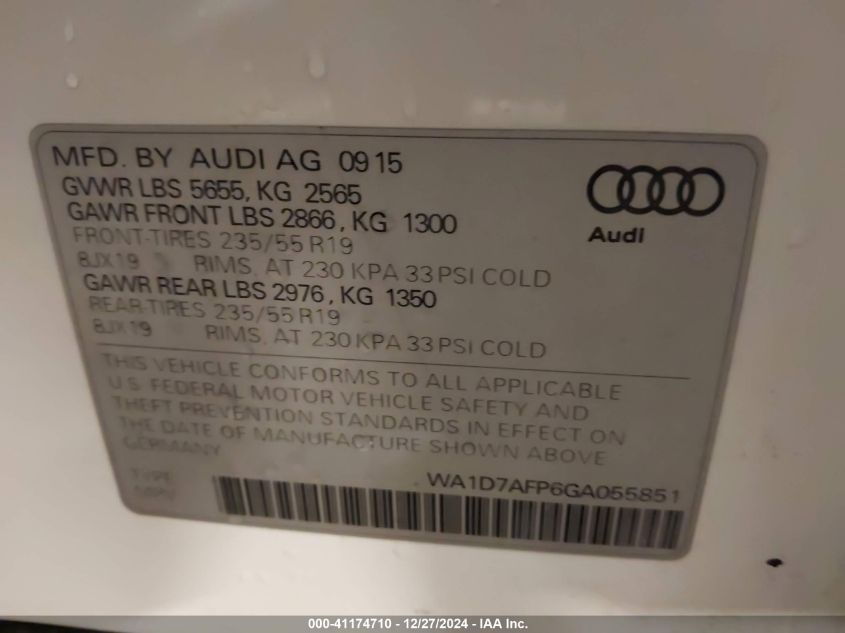 MFD. BY AUDI AG 0915
GVWR LBS 5655, KG 2565
GAWR FRONT LBS 2866, KG 1300
FRONT-TIRES 235/55 R19
8JX19 RIMS, AT 230 KPA 33 PSI COLD
GAWR REAR LBS 2976, KG 1350
REAR-TIRES 235/55 R19
8JX19 RIMS, AT 230 KPA 33 PSI COLD
Audi
THIS VEHICLE CONFORMS TO ALL APPLICABLE
U.S. FEDERAL MOTOR VEHICLE SAFETY AND
THEFT PREVENTION STANDARDS IN EFFECT ON
THE DATE OF MANUFACTURE SHOWN ABOVE
GERMANY
TYPE
MPV
WA1D7AFP6GA055851
000-41174710 - 12/27/2024 - IAA Inc.